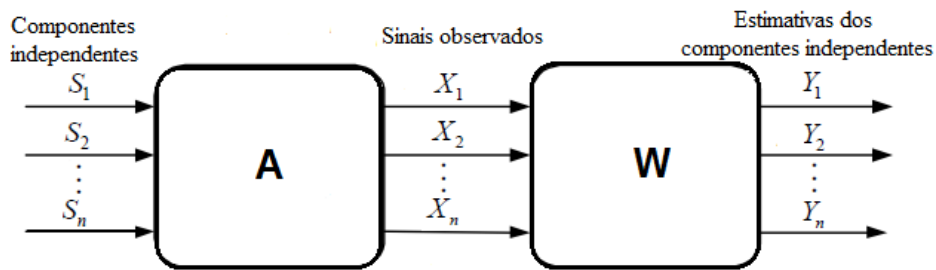 Componentes
independentes
Sinais observados
Estimativas dos
componentes independentes
S₁
S₂
⋮
Sₙ
A
X₁
X₂
⋮
Xₙ
W
Y₁
Y₂
⋮
Yₙ